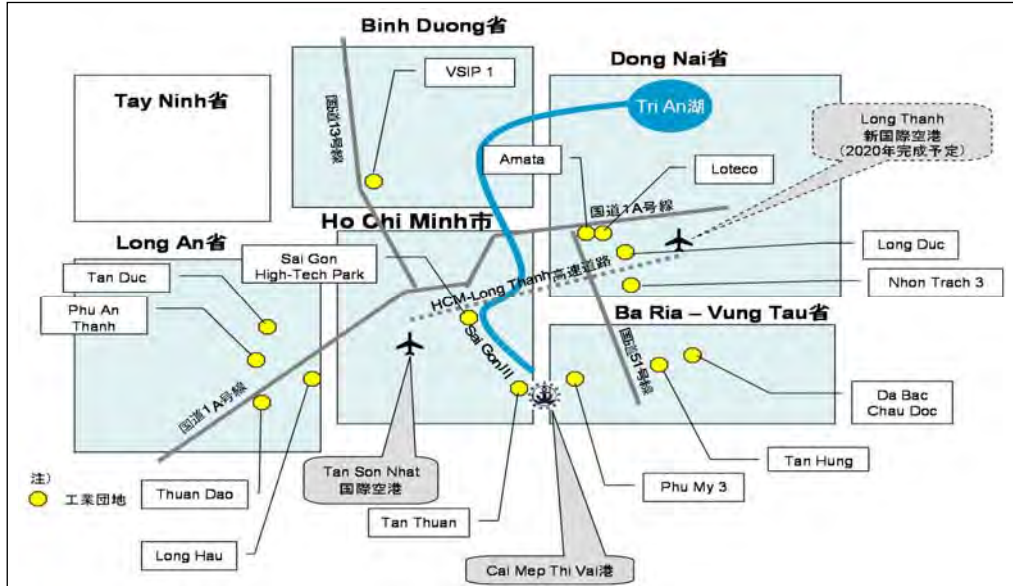 Binh Duong省
VSIP 1
国道13号線
Tay Ninh省
Dong Nai省
Tri An湖
Long Thanh
新国際空港
（2020年完成予定）
Amata
Loteco
国道1A号線
Long Duc
Nhon Trach 3
Ho Chi Minh市
Sai Gon
High-Tech Park
HCM-Long Thanh高速道路
Sai Gon川
Long An省
Tan Duc
Phu An
Thanh
国道1A号線
Ba Ria – Vung Tau省
国道51号線
Da Bac
Chau Doc
Tan Hung
Phu My 3
Tan Son Nhat
国際空港
Tan Thuan
Cai Mep Thi Vai港
Thuan Dao
Long Hau
注）
工業団地